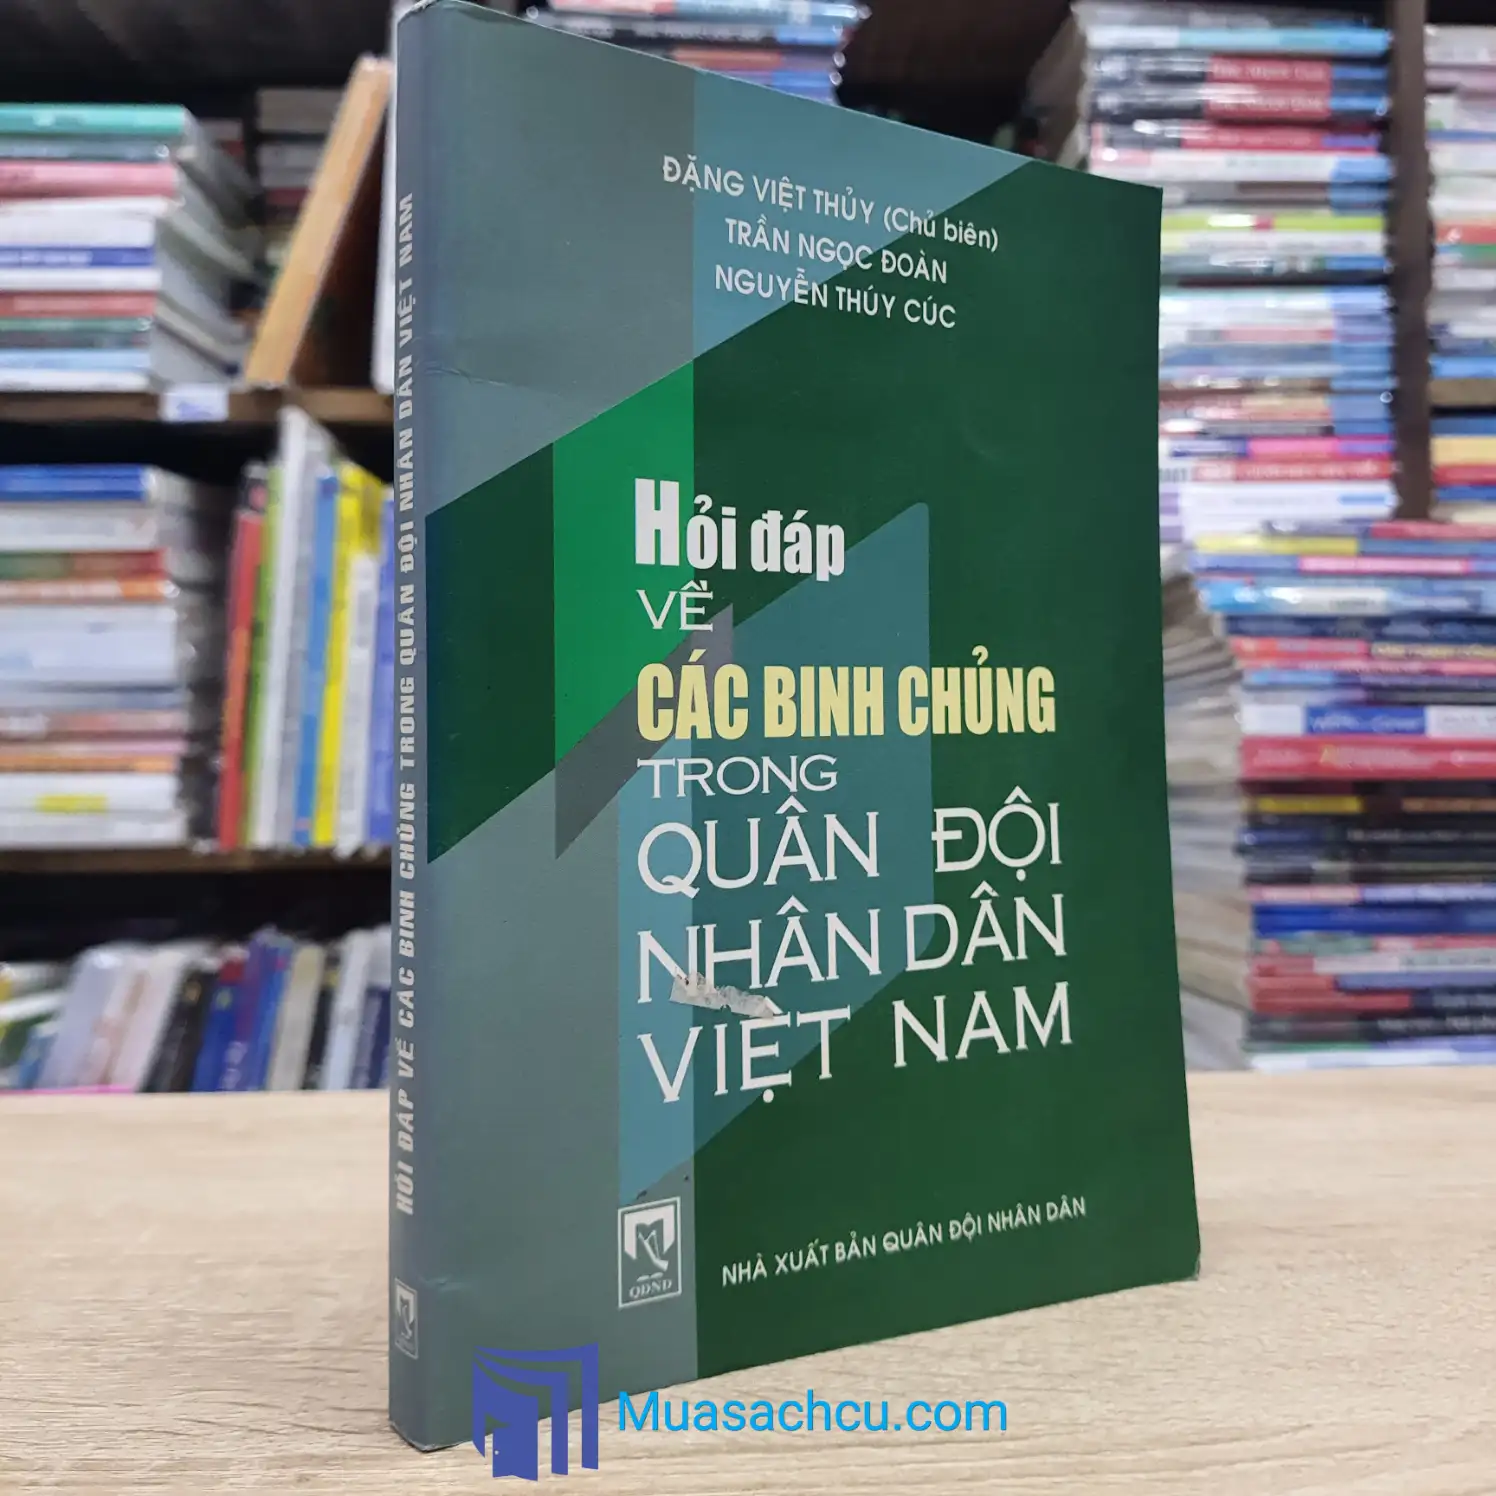 ĐẶNG VIỆT THỦY (Chủ biên)
TRẦN NGỌC ĐOÀN
NGUYỄN THÚY CÚC
Hỏi đáp
VỀ
CÁC BINH CHỦNG
TRONG
QUÂN ĐỘI
NHÂN DÂN
VIỆT NAM
QĐND
NHÀ XUẤT BẢN QUÂN ĐỘI NHÂN DÂN
HỎI ĐÁP VỀ CÁC BINH CHỦNG TRONG QUÂN ĐỘI NHÂN DÂN VIỆT NAM
Muasachcu.com